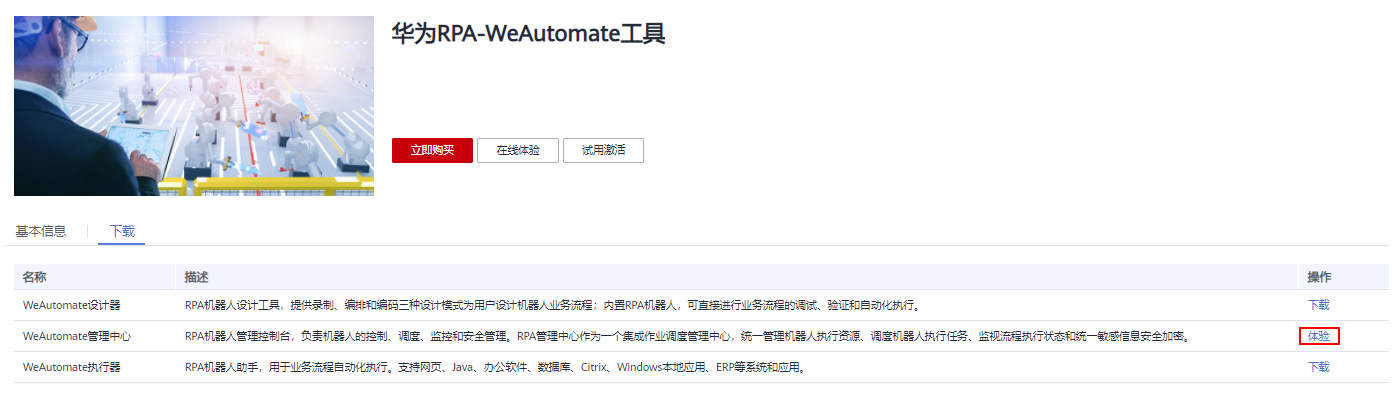 华为RPA-WeAutomate工具
立即购买 在线体验 试用激活
基本信息 下载
名称 描述 操作
WeAutomate设计器 RPA机器人设计工具，提供录制、编排和编码三种设计模式为用户设计机器人业务流程；内置RPA机器人，可直接进行业务流程的调试、验证和自动化执行。 下载
WeAutomate管理中心 RPA机器人管理控制台，负责机器人的控制、调度、监控和安全管理。RPA管理中心作为一个集成作业调度管理中心，统一管理机器人执行资源、调度机器人执行任务、监视流程执行状态和统一敏感信息安全加密。 体验
WeAutomate执行器 RPA机器人助手，用于业务流程自动化执行。支持网页、Java、办公软件、数据库、Citrix、Windows本地应用、ERP等系统和应用。 下载